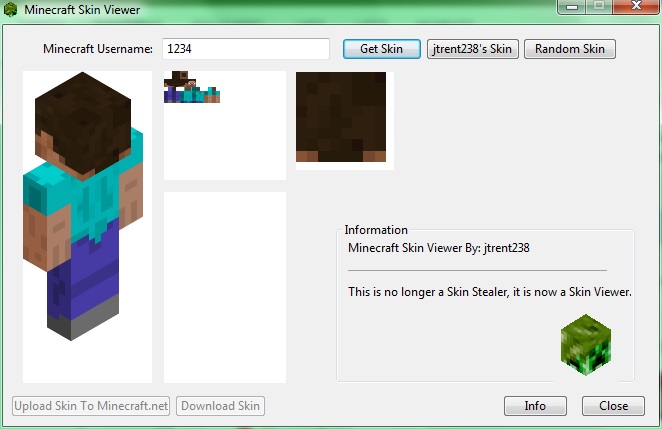 Minecraft Skin Viewer
Minecraft Username: 1234 Get Skin jtrent238's Skin Random Skin
Information
Minecraft Skin Viewer By: jtrent238
This is no longer a Skin Stealer, it is now a Skin Viewer.
Upload Skin To Minecraft.net Download Skin Info Close